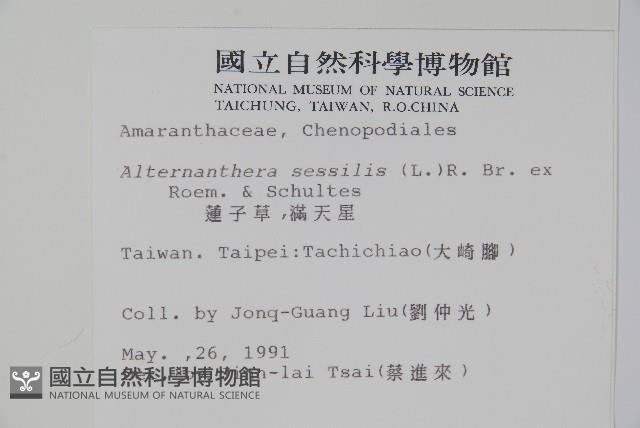 國立自然科學博物館
NATIONAL MUSEUM OF NATURAL SCIENCE
TAICHUNG, TAIWAN, R.O.CHINA
Amaranthaceae, Chenopodiales
Alternanthera sessilis (L.)R. Br. ex
Roem. & Schultes
蓮子草,滿天星
Taiwan. Taipei:Tachichiao(大崎腳)
Coll. by Jonq-Guang Liu(劉仲光)
May. ,26, 1991
-lai Tsai(蔡進來)
國立自然科學博物館
NATIONAL MUSEUM OF NATURAL SCIENCE